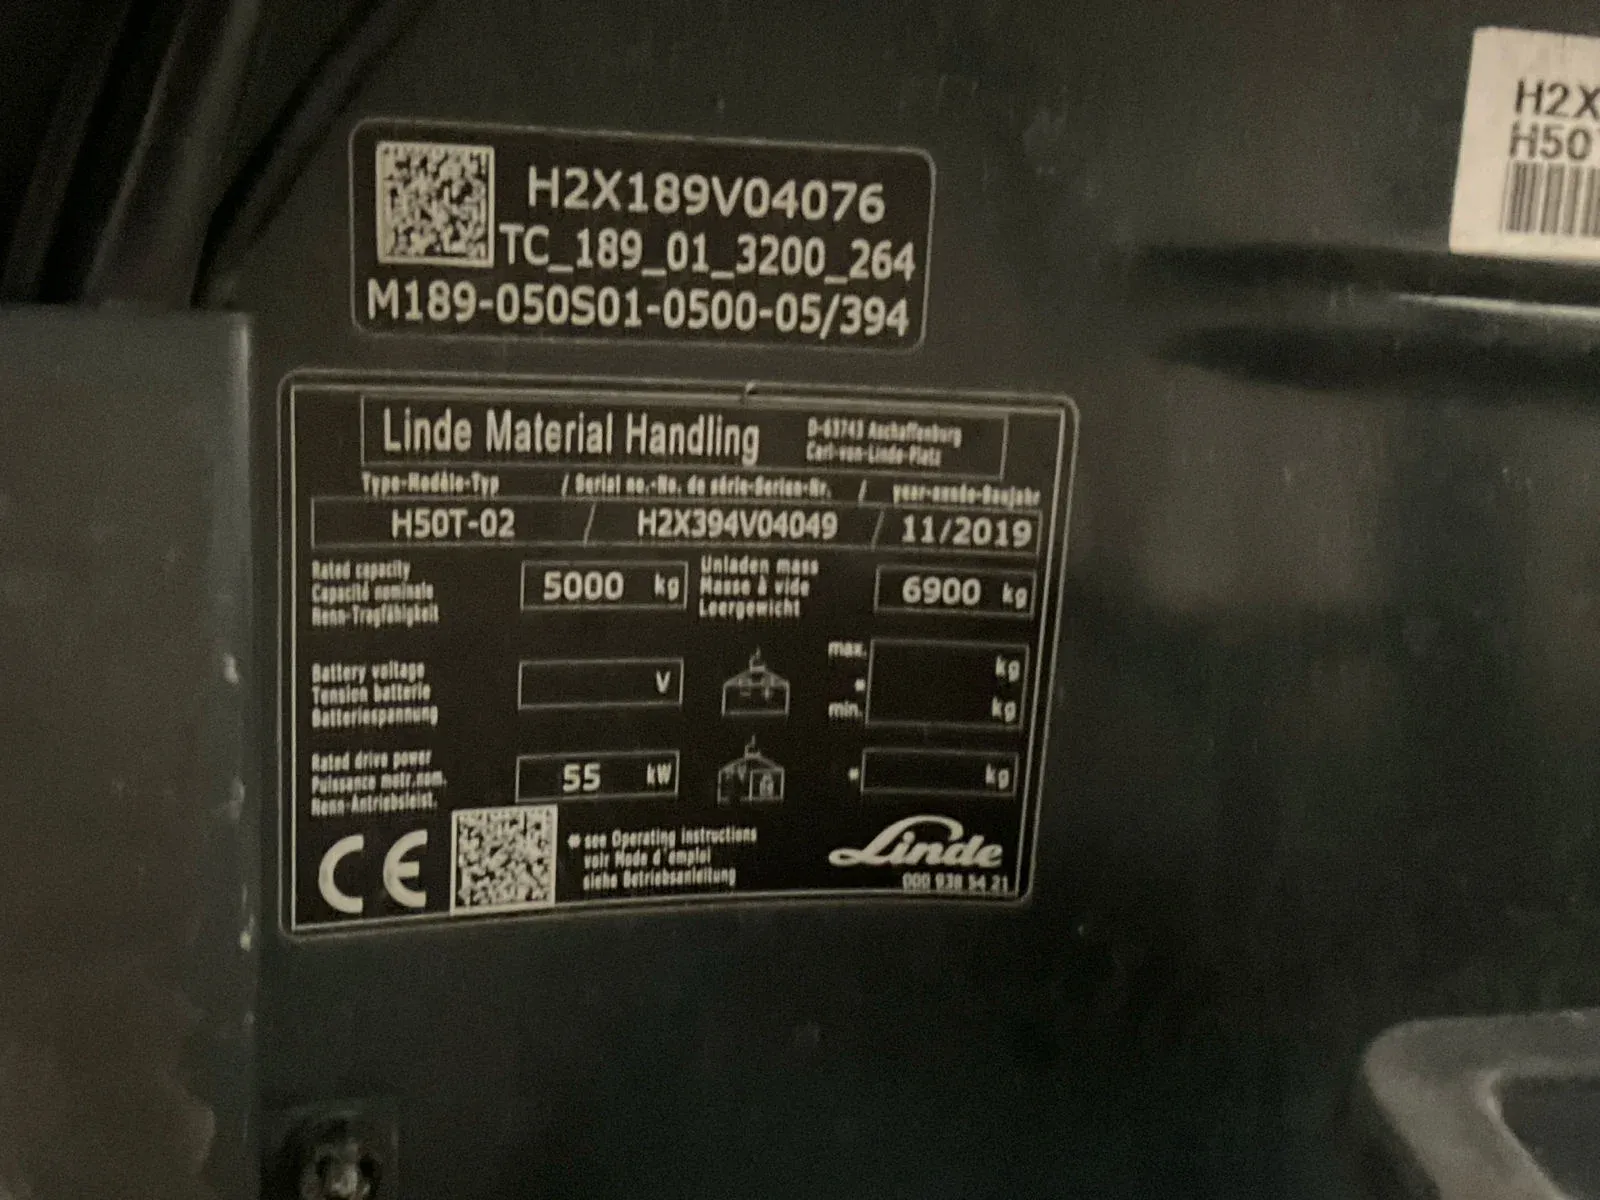 H2X189V04076
TC_189_01_3200_264
M189-050S01-0500-05/394
H2X
H50T
Linde Material Handling
D-63743 Aschaffenburg
Carl-von-Linde-Platz
Type-Modèle-Typ / Serial no.-No. de série-Serien-Nr. / year-année-Baujahr
H50T-02 / H2X394V04049 / 11/2019
Rated capacity
Capacité nominale
Nenn-Tragfähigkeit
5000 kg
Unladen mass
Masse à vide
Leergewicht
6900 kg
Battery voltage
Tension batterie
Batteriespannung
V
max. kg
*
min. kg
Rated drive power
Puissance motr.nom.
Nenn-Antriebsleist.
55 kW
* kg
CE
* see Operating instructions
voir Mode d'emploi
siehe Betriebsanleitung
Linde
000 938 54 21